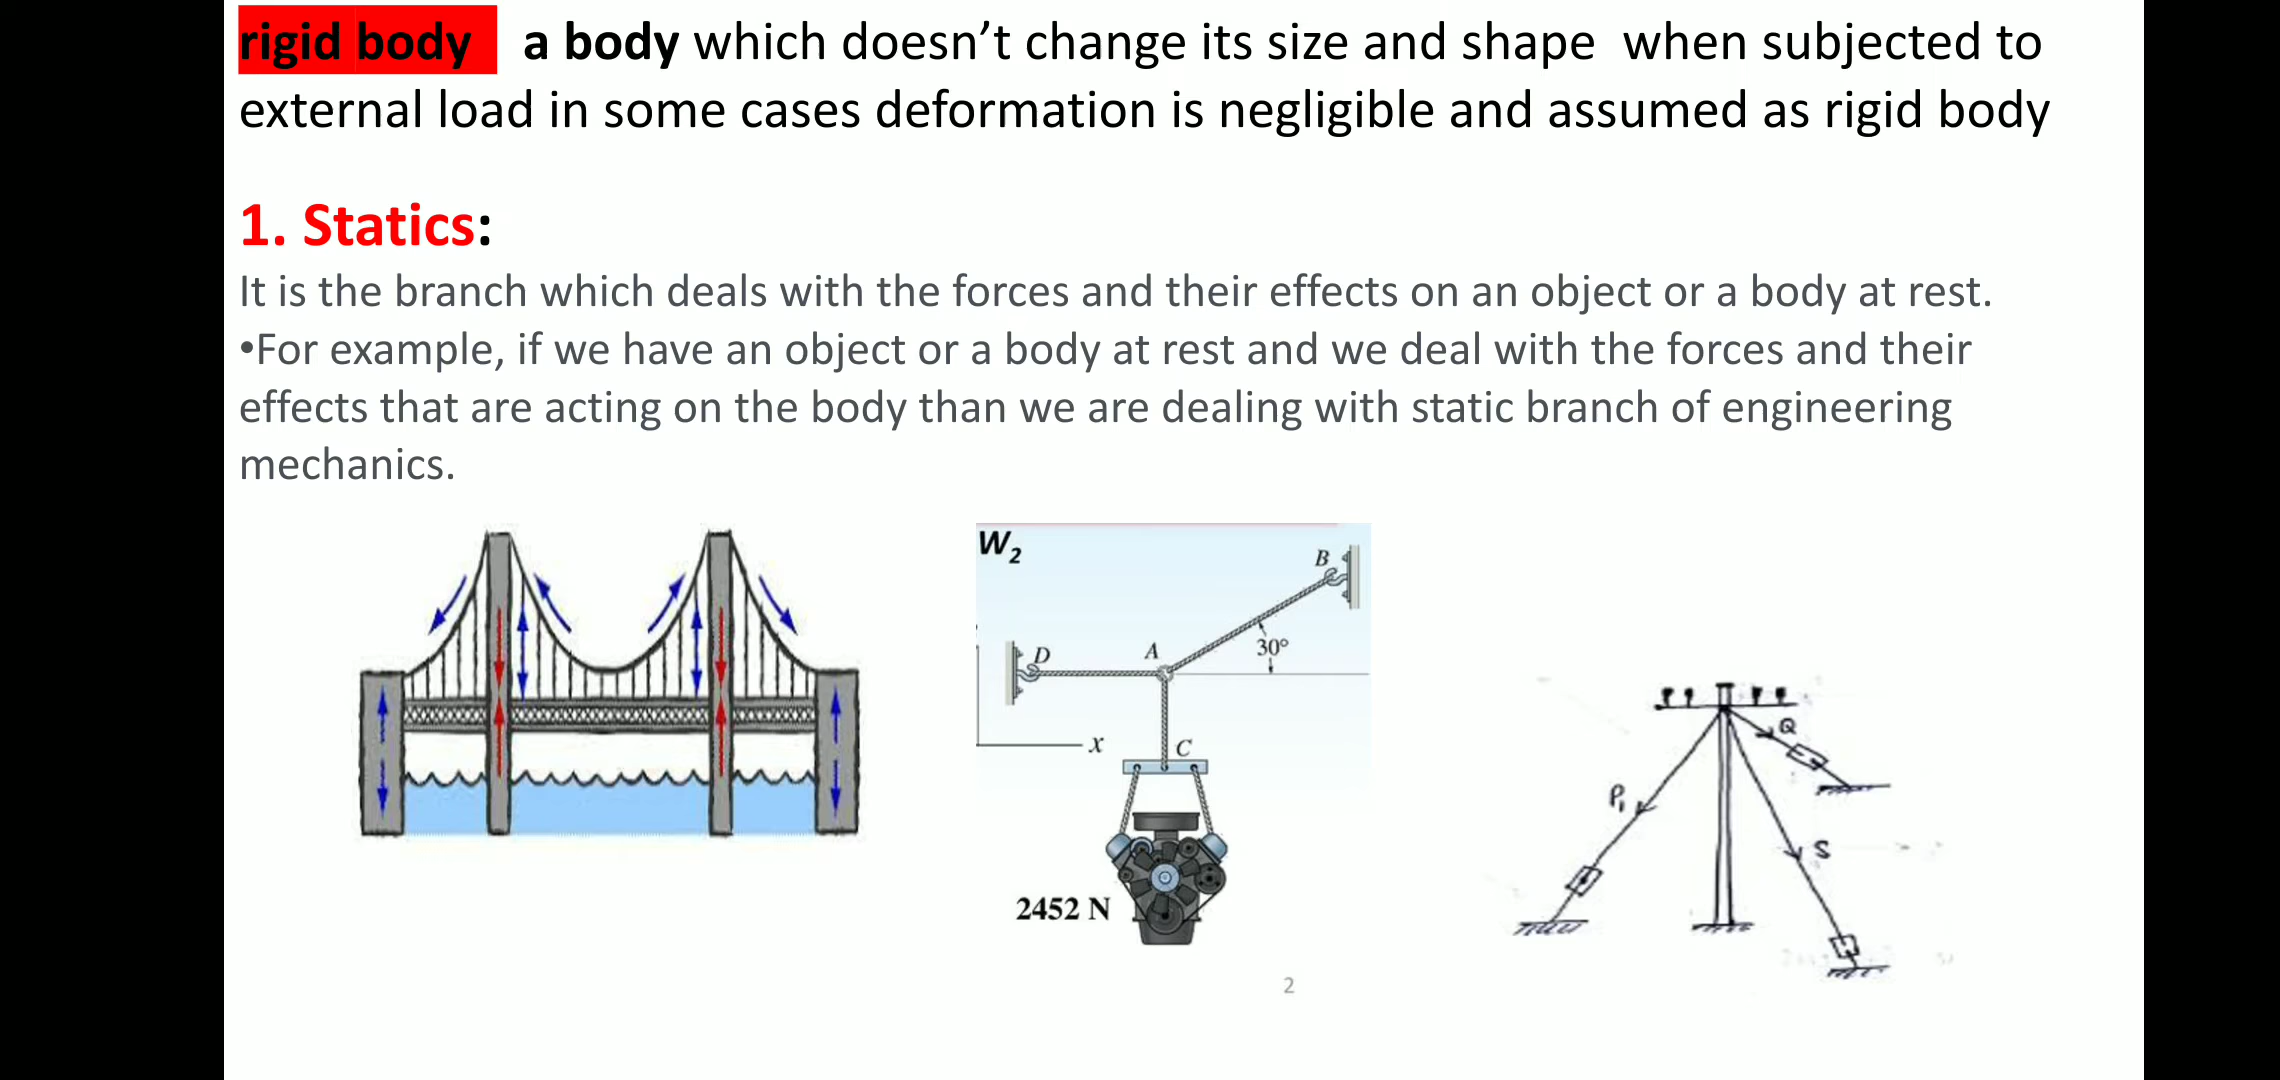 rigid body a body which doesn’t change its size and shape when subjected to
external load in some cases deformation is negligible and assumed as rigid body
1. Statics:
It is the branch which deals with the forces and their effects on an object or a body at rest.
•For example, if we have an object or a body at rest and we deal with the forces and their
effects that are acting on the body than we are dealing with static branch of engineering
mechanics.
W2
B
D
A
30°
x
C
2452 N
Q
P1
S
2